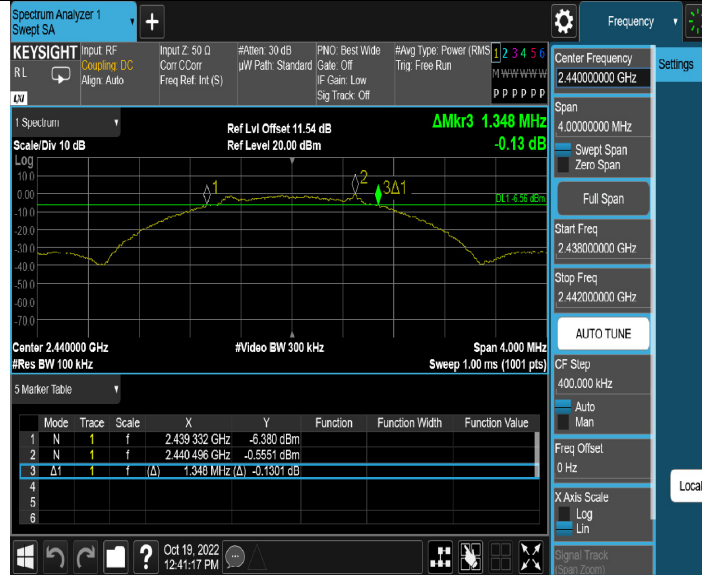 Spectrum Analyzer 1
Swept SA
+
Frequency
KEYSIGHT
RL
LXI
Input: RF
Coupling: DC
Align: Auto
Input Z: 50 Ω
Corr CCorr
Freq Ref: Int (S)
#Atten: 30 dB
µW Path: Standard
PNO: Best Wide
Gate: Off
IF Gain: Low
Sig Track: Off
#Avg Type: Power (RMS
Trig: Free Run
1 2 3 4 5 6
M W W W W W
P P P P P P
Center Frequency
2.440000000 GHz
Settings
Span
4.00000000 MHz
Swept Span
Zero Span
Full Span
Start Freq
2.438000000 GHz
Stop Freq
2.442000000 GHz
AUTO TUNE
CF Step
400.000 kHz
Auto
Man
Freq Offset
0 Hz
X Axis Scale
Log
Lin
Local
Signal Track
(Span Zoom)
1 Spectrum
Scale/Div 10 dB
Ref Lvl Offset 11.54 dB
Ref Level 20.00 dBm
ΔMkr3 1.348 MHz
-0.13 dB
Log
10.0
0.00
-10.0
-20.0
-30.0
-40.0
-50.0
-60.0
-70.0
1
2
3Δ1
DL1 -6.56 dBm
Center 2.440000 GHz
#Res BW 100 kHz
#Video BW 300 kHz
Span 4.000 MHz
Sweep 1.00 ms (1001 pts)
5 Marker Table
Mode Trace Scale X Y Function Function Width Function Value
1 N 1 f 2.439 332 GHz -6.380 dBm
2 N 1 f 2.440 496 GHz -0.5551 dBm
3 Δ1 1 f (Δ) 1.348 MHz (Δ) -0.1301 dB
4
5
6
?
Oct 19, 2022
12:41:17 PM